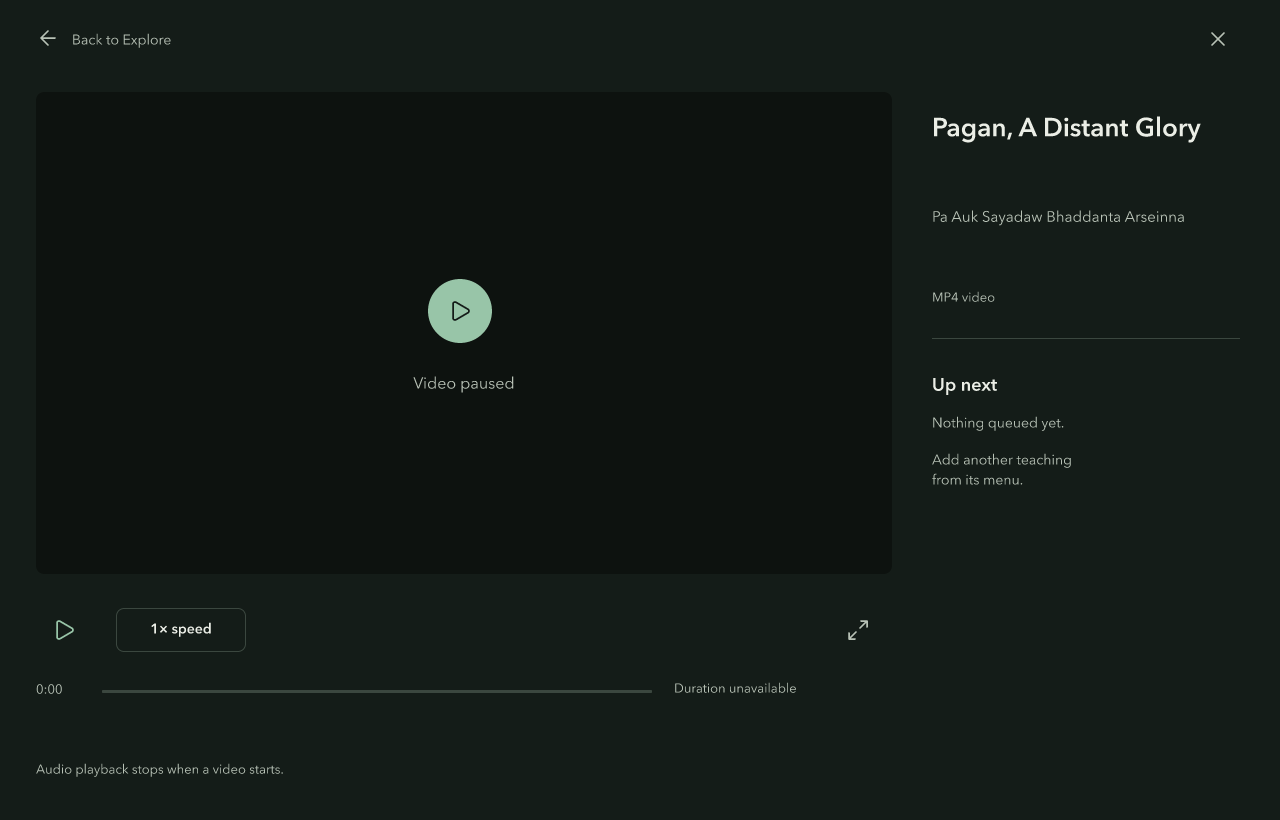 Back to Explore
Pagan, A Distant Glory
Pa Auk Sayadaw Bhaddanta Arseinna
MP4 video
Video paused
Up next
Nothing queued yet.
Add another teaching
from its menu.
1× speed
0:00
Duration unavailable
Audio playback stops when a video starts.